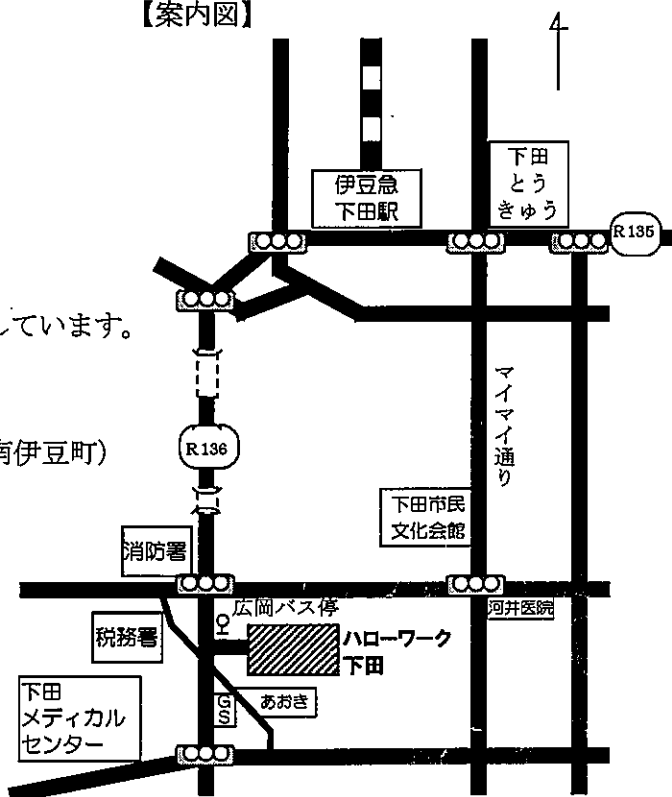 【案内図】
伊豆急
下田駅
下田
とう
きゅう
R135
しています。
R136
南伊豆町）
マイマイ通り
下田市民
文化会館
消防署
広岡バス停
河井医院
税務署
ハローワーク
下田
下田
メディカル
センター
GS
あおき